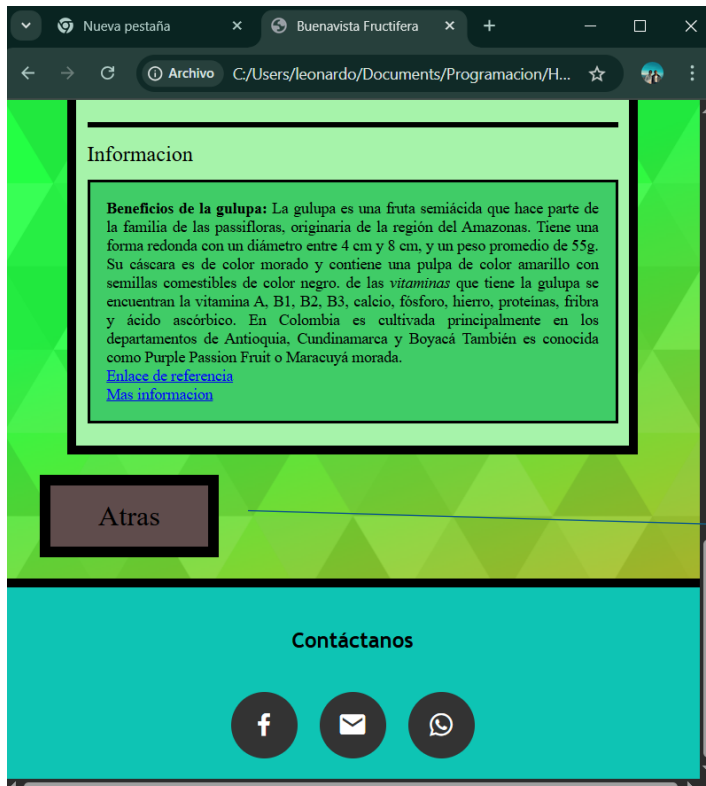 Nueva pestaña
Buenavista Fructifera
Archivo C:/Users/leonardo/Documents/Programacion/H...
Informacion
Beneficios de la gulupa: La gulupa es una fruta semiácida que hace parte de
la familia de las passifloras, originaria de la región del Amazonas. Tiene una
forma redonda con un diámetro entre 4 cm y 8 cm, y un peso promedio de 55g.
Su cáscara es de color morado y contiene una pulpa de color amarillo con
semillas comestibles de color negro. de las vitaminas que tiene la gulupa se
encuentran la vitamina A, B1, B2, B3, calcio, fósforo, hierro, proteinas, fribra
y ácido ascórbico. En Colombia es cultivada principalmente en los
departamentos de Antioquia, Cundinamarca y Boyacá También es conocida
como Purple Passion Fruit o Maracuyá morada.
Enlace de referencia
Mas informacion
Atras
Contáctanos